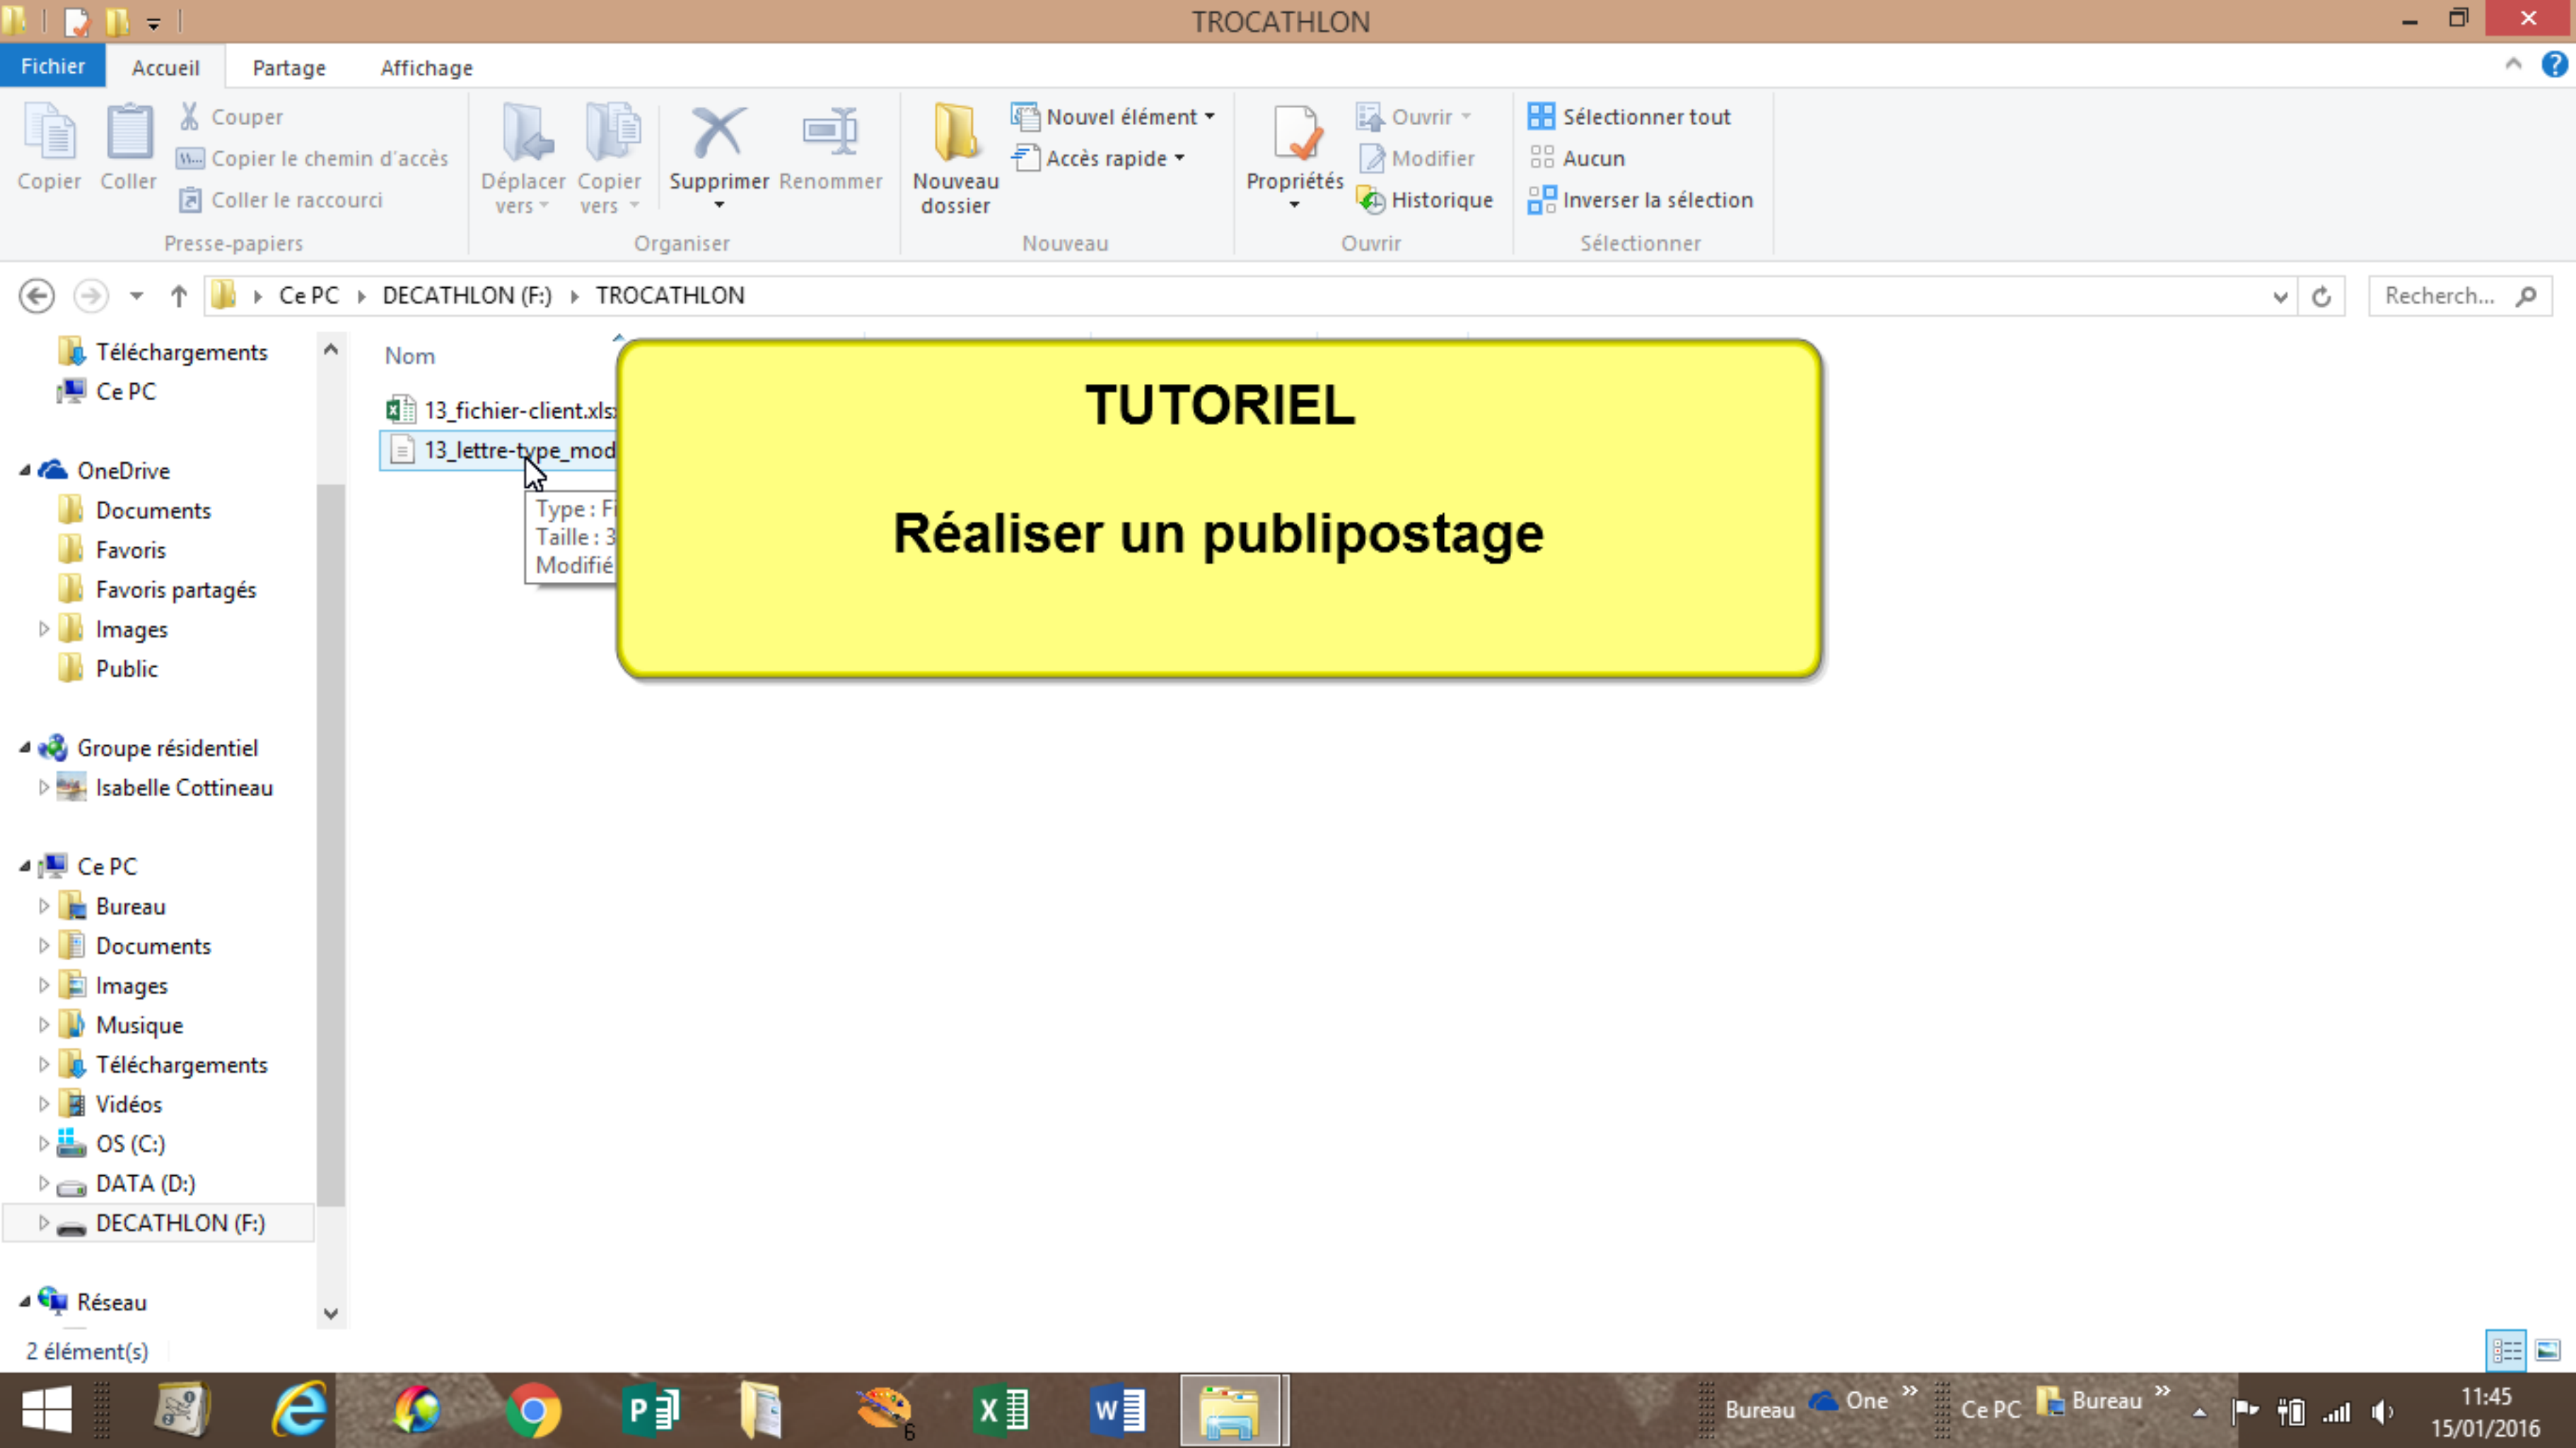 TROCATHLON
Fichier Accueil Partage Affichage
Copier Coller Couper
Copier le chemin d'accès
Coller le raccourci
Presse-papiers
Déplacer vers Copier vers Supprimer Renommer
Organiser
Nouveau dossier Nouvel élément
Accès rapide
Nouveau
Propriétés Ouvrir
Modifier
Historique
Ouvrir
Sélectionner tout
Aucun
Inverser la sélection
Sélectionner
Ce PC DECATHLON (F:) TROCATHLON
Recherch...
Téléchargements
Ce PC
OneDrive
Documents
Favoris
Favoris partagés
Images
Public
Groupe résidentiel
Isabelle Cottineau
Ce PC
Bureau
Documents
Images
Musique
Téléchargements
Vidéos
OS (C:)
DATA (D:)
DECATHLON (F:)
Réseau
Nom
13_fichier-client.xls
13_lettre-type_mod
Type : Fi
Taille : 3
Modifié
TUTORIEL
Réaliser un publipostage
2 élément(s)
P
6
X
W
Bureau One » Ce PC Bureau »
11:45
15/01/2016